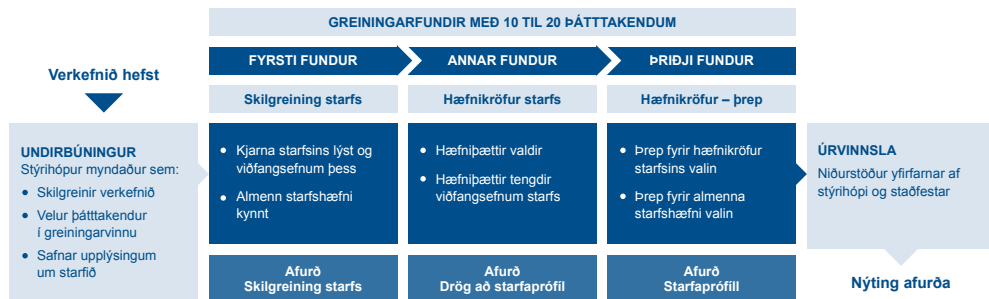 GREININGARFUNDIR MEÐ 10 TIL 20 ÞÁTTTAKENDUM
Verkefnið hefst
UNDIRBÚNINGUR
Stýrihópur myndaður sem:
• Skilgreinir verkefnið
• Velur þátttakendur
í greiningarvinnu
• Safnar upplýsingum
um starfið
FYRSTI FUNDUR
Skilgreining starfs
• Kjarna starfsins lýst og
viðfangsefnum þess
• Almenn starfshæfni
kynnt
Afurð
Skilgreining starfs
ANNAR FUNDUR
Hæfnikröfur starfs
• Hæfniþættir valdir
• Hæfniþættir tengdir
viðfangsefnum starfs
Afurð
Drög að starfaprófíl
ÞRIÐJI FUNDUR
Hæfnikröfur – þrep
• Þrep fyrir hæfnikröfur
starfsins valin
• Þrep fyrir almenna
starfshæfni valin
Afurð
Starfaprófíll
ÚRVINNSLA
Niðurstöður yfirfarnar af
stýrihópi og staðfestar
Nýting afurða